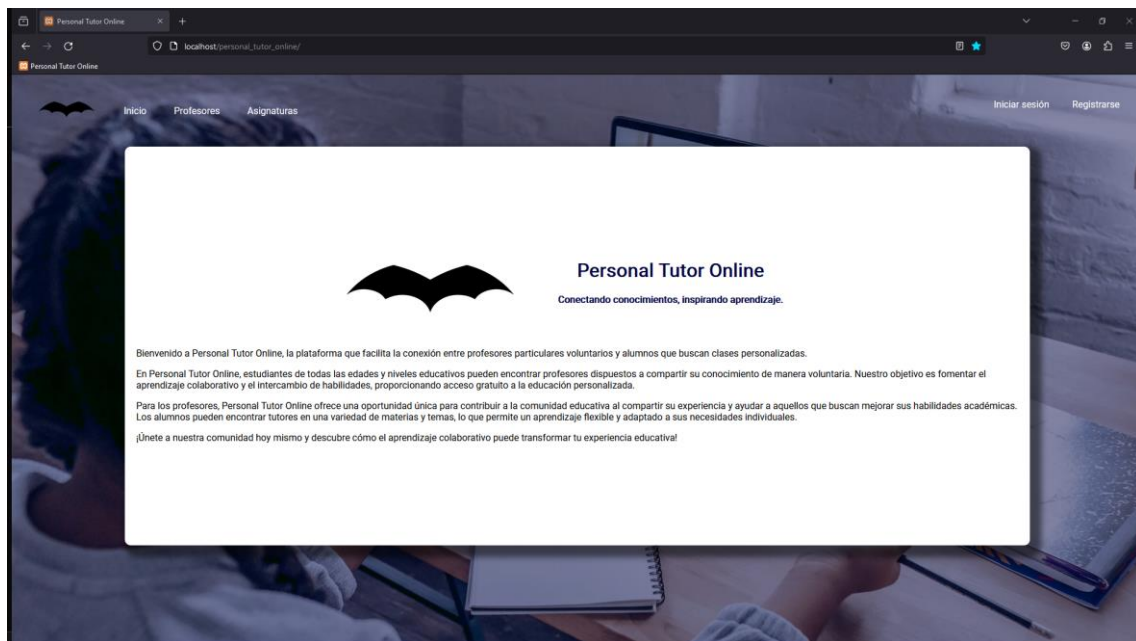 Personal Tutor Online
localhost/personal_tutor_online/
Personal Tutor Online
Inicio Profesores Asignaturas Iniciar sesión Registrarse
Personal Tutor Online
Conectando conocimientos, inspirando aprendizaje.
Bienvenido a Personal Tutor Online, la plataforma que facilita la conexión entre profesores particulares voluntarios y alumnos que buscan clases personalizadas.
En Personal Tutor Online, estudiantes de todas las edades y niveles educativos pueden encontrar profesores dispuestos a compartir su conocimiento de manera voluntaria. Nuestro objetivo es fomentar el
aprendizaje colaborativo y el intercambio de habilidades, proporcionando acceso gratuito a la educación personalizada.
Para los profesores, Personal Tutor Online ofrece una oportunidad única para contribuir a la comunidad educativa al compartir su experiencia y ayudar a aquellos que buscan mejorar sus habilidades académicas.
Los alumnos pueden encontrar tutores en una variedad de materias y temas, lo que permite un aprendizaje flexible y adaptado a sus necesidades individuales.
¡Únete a nuestra comunidad hoy mismo y descubre cómo el aprendizaje colaborativo puede transformar tu experiencia educativa!